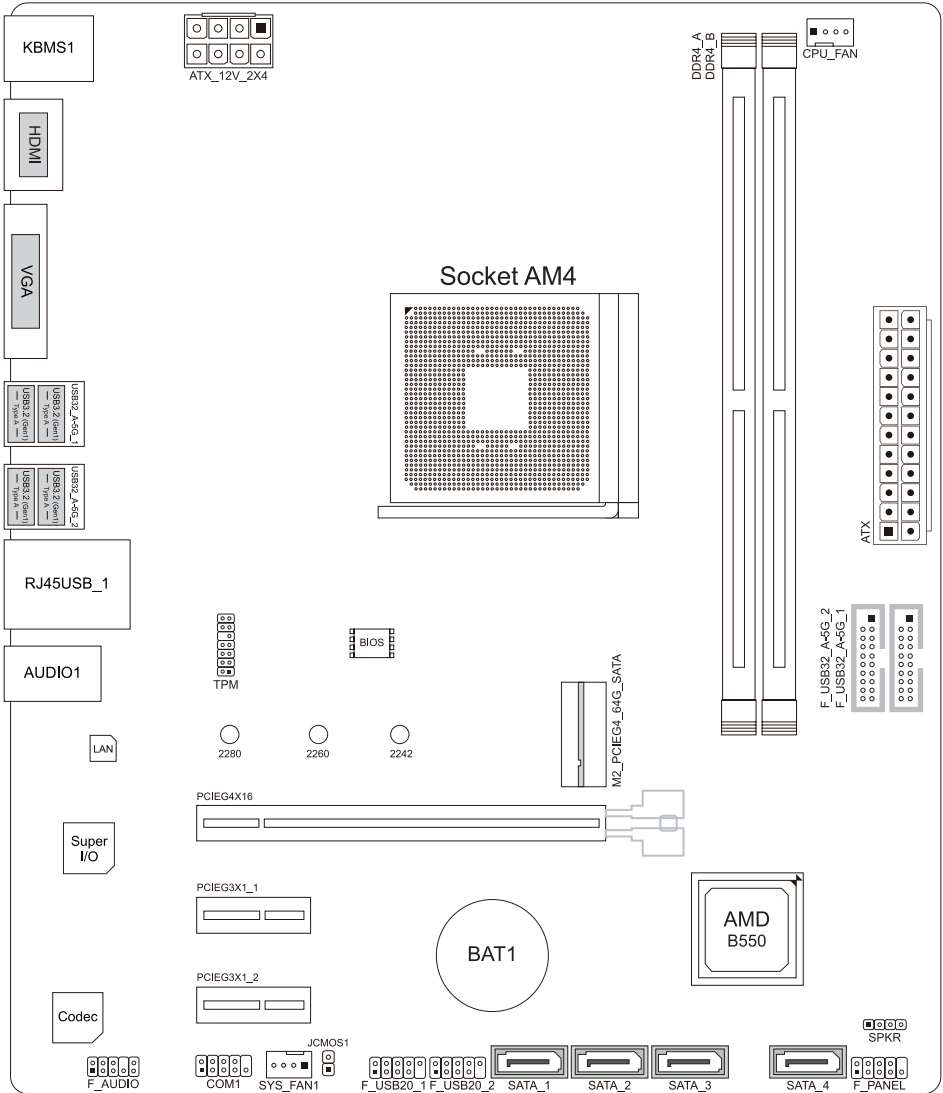 KBMS1
ATX_12V_2X4
DDR4_A
DDR4_B
CPU_FAN
HDMI
VGA
Socket AM4
USB32_A-5G_1
USB3.2 (Gen1)
Type A
USB3.2 (Gen1)
Type A
USB32_A-5G_2
USB3.2 (Gen1)
Type A
USB3.2 (Gen1)
Type A
ATX
RJ45USB_1
AUDIO1
TPM
BIOS
F_USB32_A-5G_2
F_USB32_A-5G_1
M2_PCIEG4_64G_SATA
LAN
2280
2260
2242
PCIEG4X16
Super
I/O
PCIEG3X1_1
AMD
B550
BAT1
PCIEG3X1_2
Codec
SPKR
JCMOS1
F_AUDIO
COM1
SYS_FAN1
F_USB20_1
F_USB20_2
SATA_1
SATA_2
SATA_3
SATA_4
F_PANEL